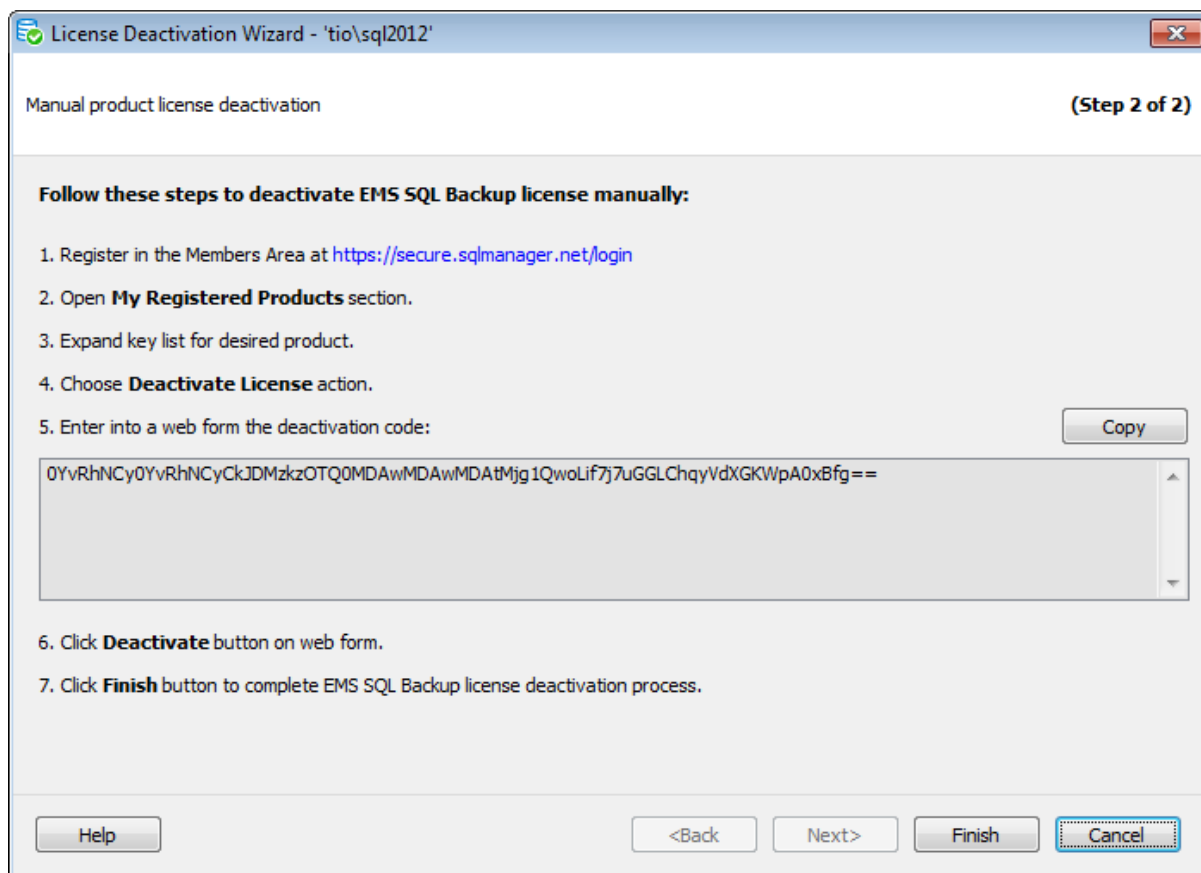 License Deactivation Wizard - 'tio\sql2012'
Manual product license deactivation
(Step 2 of 2)
Follow these steps to deactivate EMS SQL Backup license manually:
1. Register in the Members Area at https://secure.sqlmanager.net/login
2. Open My Registered Products section.
3. Expand key list for desired product.
4. Choose Deactivate License action.
5. Enter into a web form the deactivation code:
Copy
0YvRhNCy0YvRhNCyCkJDMzkzOTQ0MDAwMDAwMDAtMjg1QwoLif7j7uGGLChqyVdXGKWpA0xBfg==
6. Click Deactivate button on web form.
7. Click Finish button to complete EMS SQL Backup license deactivation process.
Help
<Back
Next>
Finish
Cancel